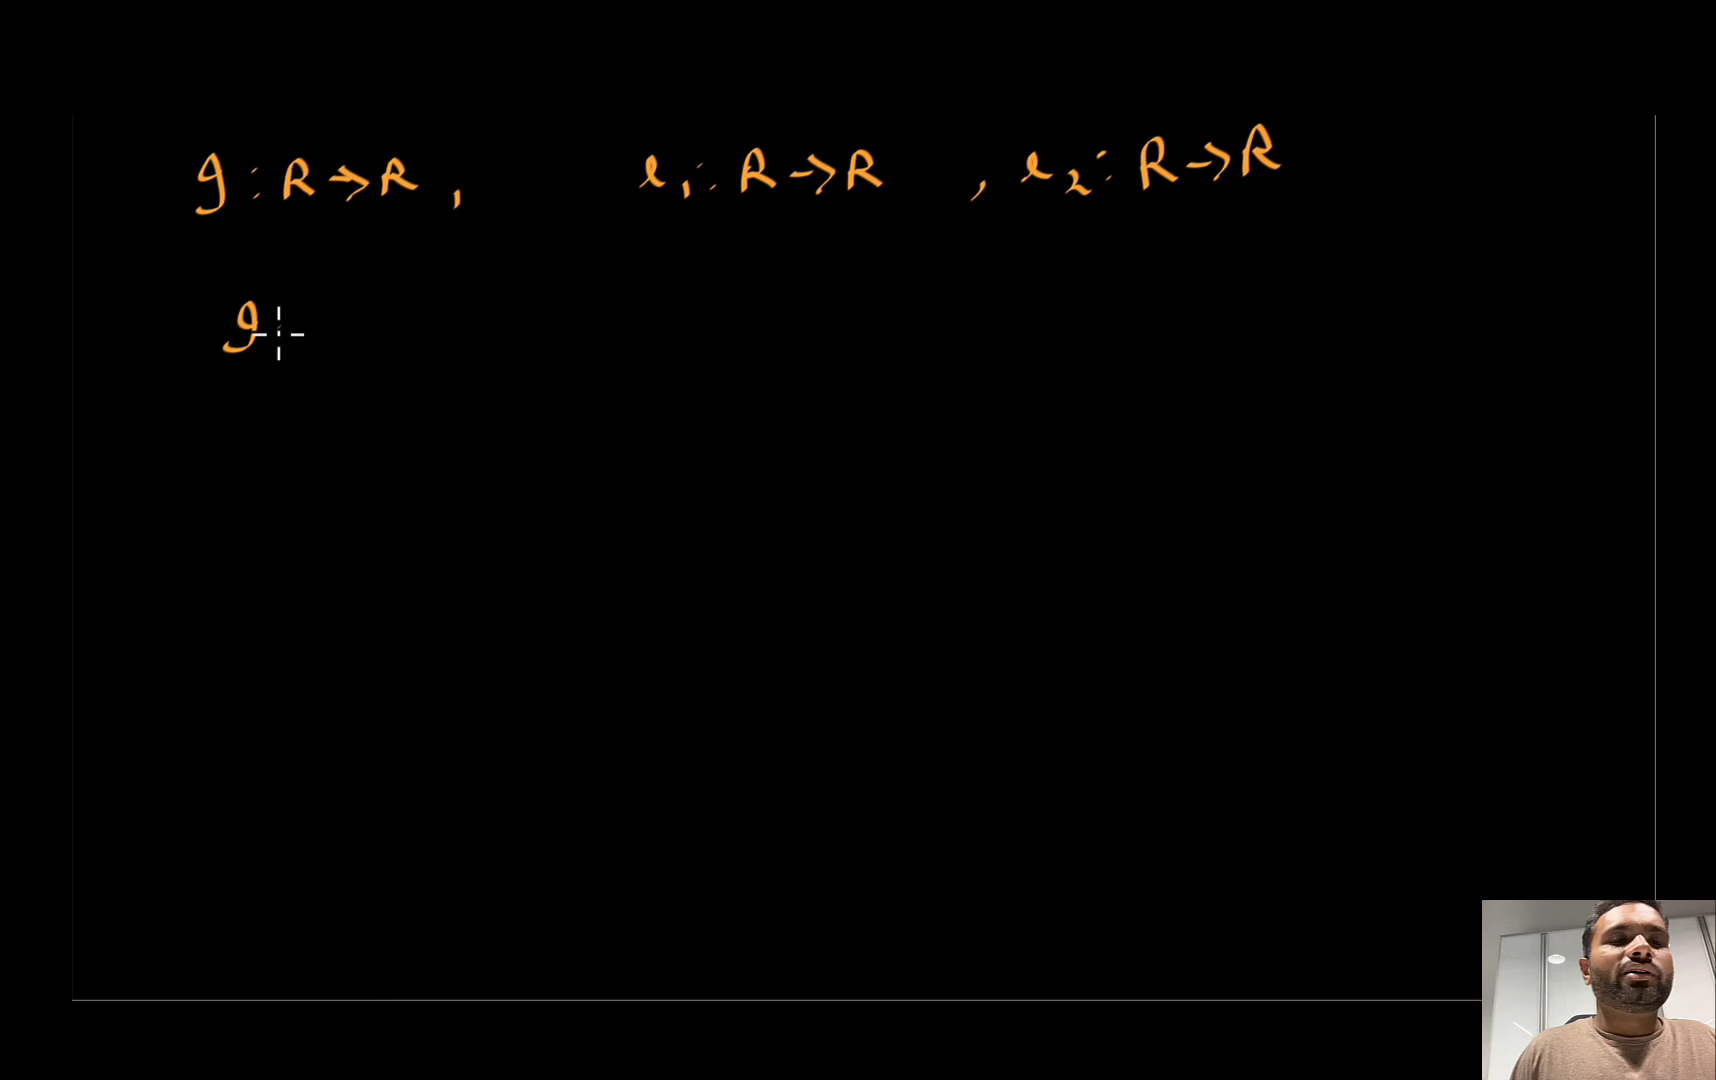 g : R → R , l₁ : R → R , l₂ : R → R
g